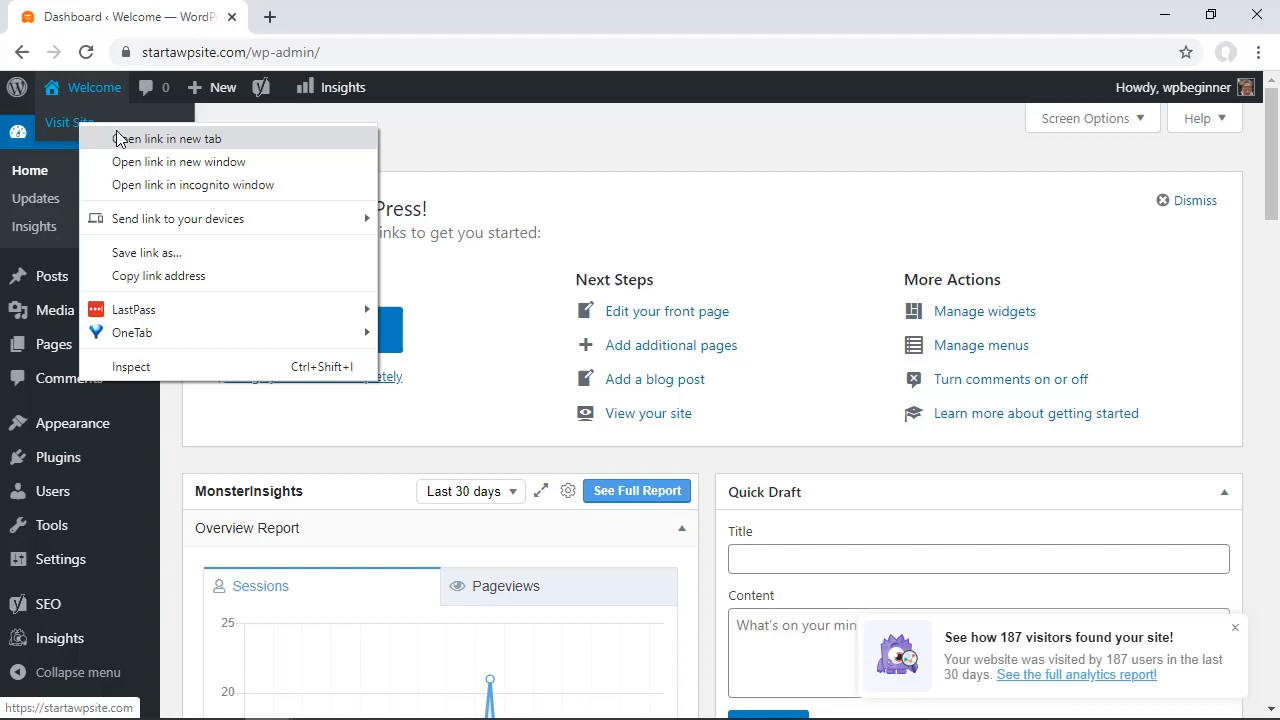 Dashboard ‹ Welcome — WordP
startawpsite.com/wp-admin/
Welcome
0
New
Insights
Howdy, wpbeginner
Visit Site
Screen Options
Help
Open link in new tab
Open link in new window
Open link in incognito window
Send link to your devices
Save link as...
Copy link address
LastPass
OneTab
Inspect Ctrl+Shift+I
Home
Updates
Insights
Posts
Media
Pages
Appearance
Plugins
Users
Tools
Settings
SEO
Insights
Collapse menu
https://startawpsite.com
Press!
inks to get you started:
Dismiss
etely
Next Steps
Edit your front page
Add additional pages
Add a blog post
View your site
More Actions
Manage widgets
Manage menus
Turn comments on or off
Learn more about getting started
MonsterInsights
Last 30 days
See Full Report
Overview Report
Sessions
Pageviews
25
20
Quick Draft
Title
Content
What's on your min
See how 187 visitors found your site!
Your website was visited by 187 users in the last
30 days. See the full analytics report!